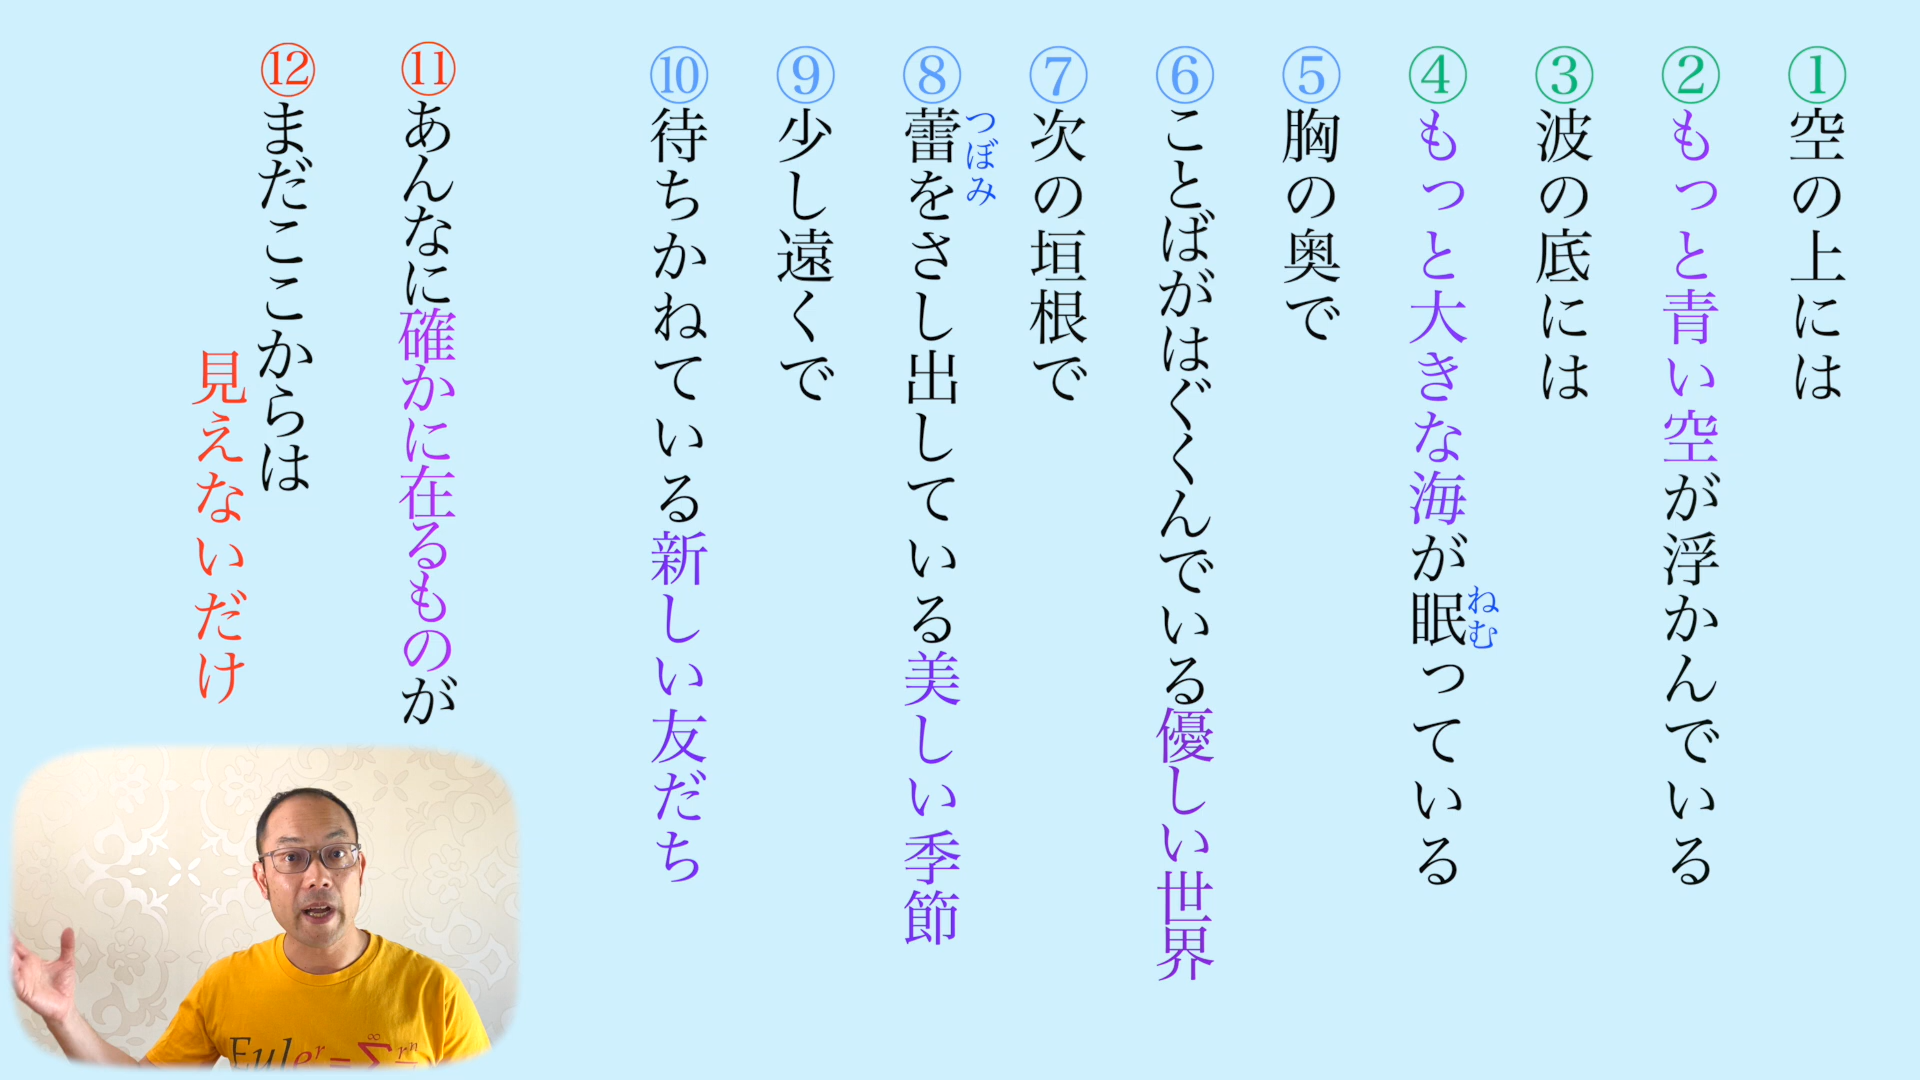 ①空の上には
②もっと青い空が浮かんでいる
③波の底には
④もっと大きな海が眠っている
ねむ
⑤胸の奥で
⑥ことばがはぐくんでいる優しい世界
⑦次の垣根で
⑧蕾をさし出している美しい季節
つぼみ
⑨少し遠くで
⑩待ちかねている新しい友だち
⑪あんなに確かに在るものが
⑫まだここからは
見えないだけ
Euler = ∞ Σ rⁿ